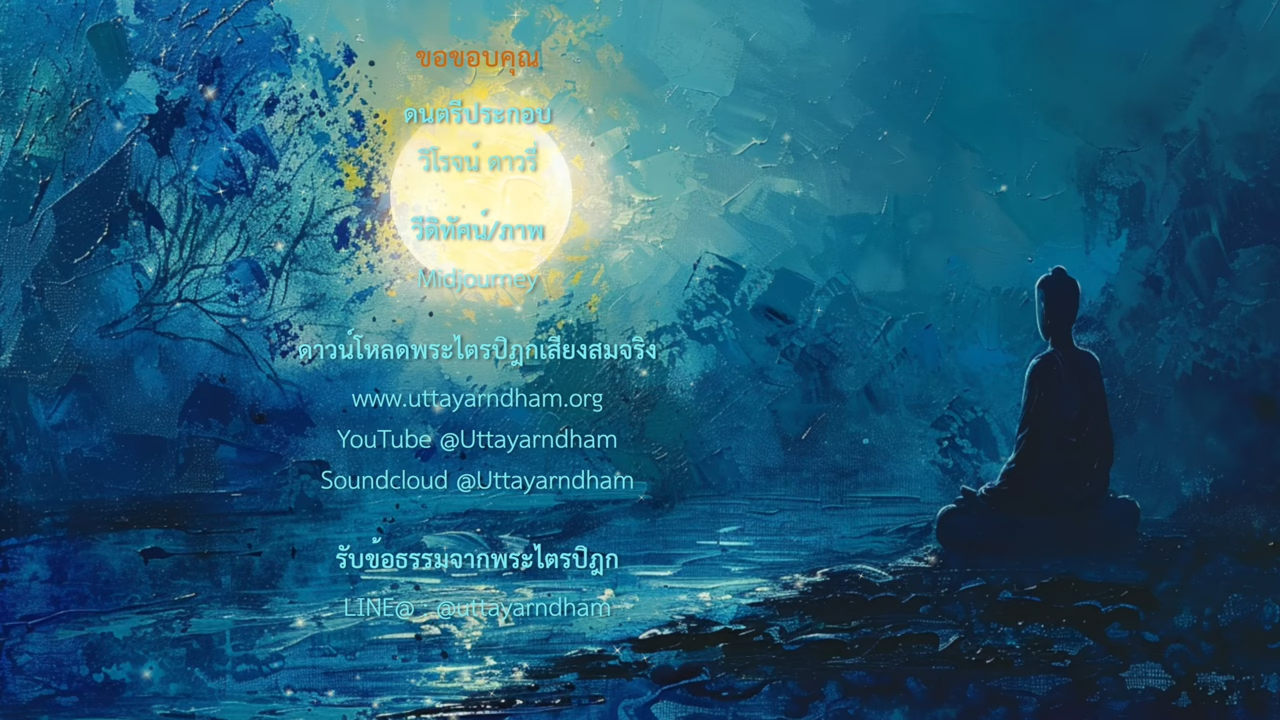 ขอขอบคุณ
ดนตรีประกอบ
วิโรจน์ ดาวรี่
วีดิทัศน์/ภาพ
Midjourney
ดาวน์โหลดพระไตรปิฎกเสียงสมจริง
www.uttayarndham.org
YouTube @Uttayarndham
Soundcloud @Uttayarndham
รับข้อธรรมจากพระไตรปิฎก
LINE@ @uttayarndham